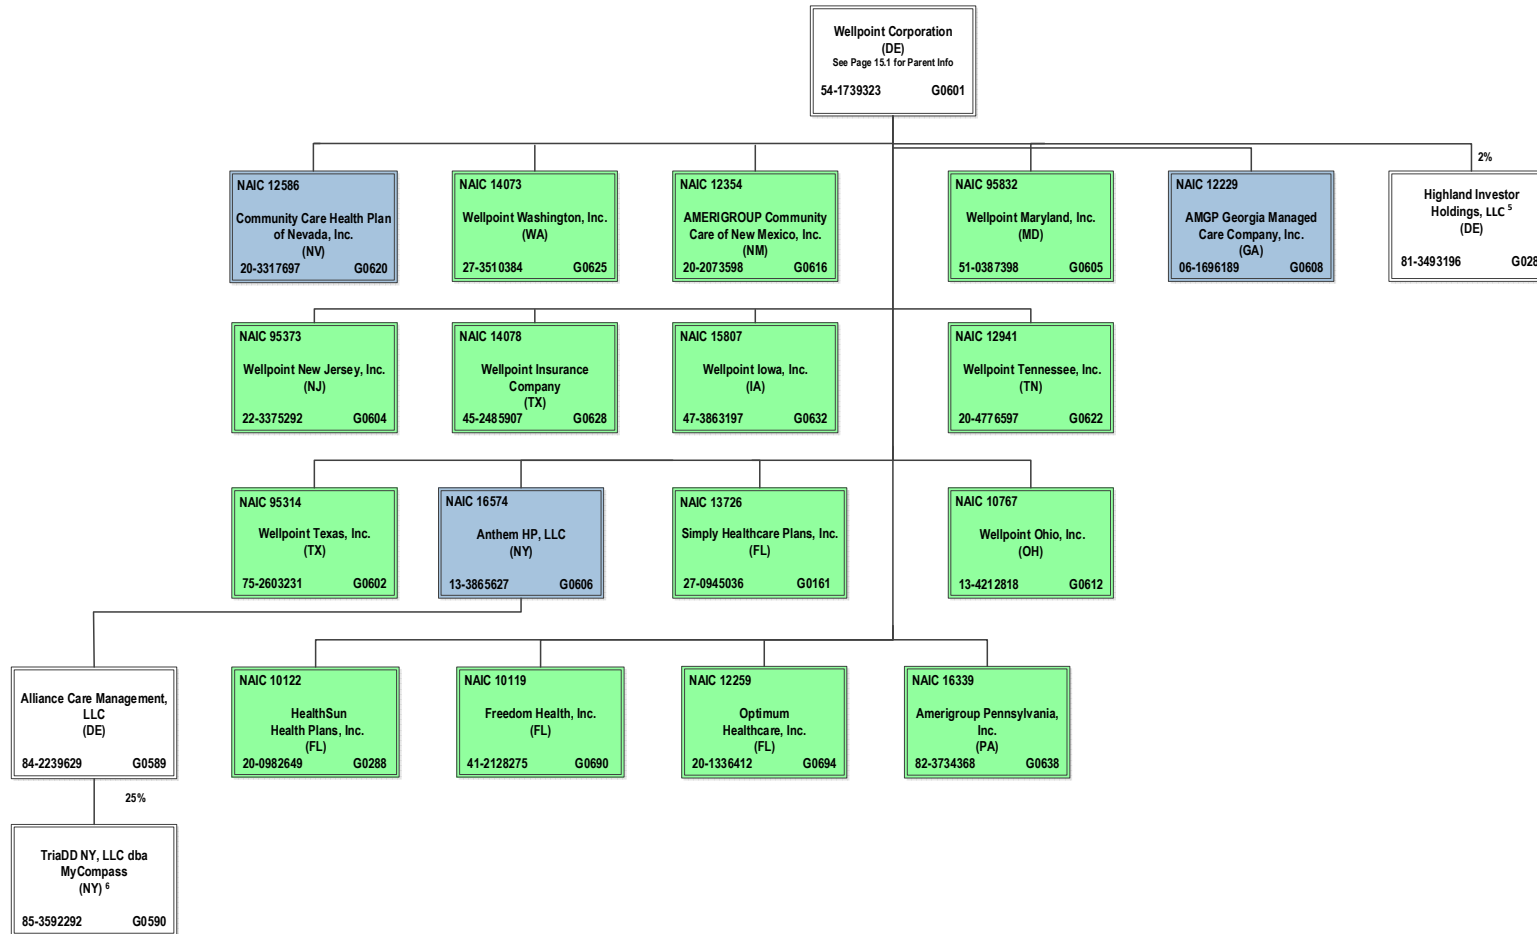 Wellpoint Corporation
(DE)
See Page 15.1 for Parent Info
54-1739323 G0601
2%
NAIC 12586
Community Care Health Plan
of Nevada, Inc.
(NV)
20-3317697 G0620
NAIC 14073
Wellpoint Washington, Inc.
(WA)
27-3510384 G0625
NAIC 12354
AMERIGROUP Community
Care of New Mexico, Inc.
(NM)
20-2073598 G0616
NAIC 95832
Wellpoint Maryland, Inc.
(MD)
51-0387398 G0605
NAIC 12229
AMGP Georgia Managed
Care Company, Inc.
(GA)
06-1696189 G0608
Highland Investor
Holdings, LLC 5
(DE)
81-3493196 G028
NAIC 95373
Wellpoint New Jersey, Inc.
(NJ)
22-3375292 G0604
NAIC 14078
Wellpoint Insurance
Company
(TX)
45-2485907 G0628
NAIC 15807
Wellpoint Iowa, Inc.
(IA)
47-3863197 G0632
NAIC 12941
Wellpoint Tennessee, Inc.
(TN)
20-4776597 G0622
NAIC 95314
Wellpoint Texas, Inc.
(TX)
75-2603231 G0602
NAIC 16574
Anthem HP, LLC
(NY)
13-3865627 G0606
NAIC 13726
Simply Healthcare Plans, Inc.
(FL)
27-0945036 G0161
NAIC 10767
Wellpoint Ohio, Inc.
(OH)
13-4212818 G0612
Alliance Care Management,
LLC
(DE)
84-2239629 G0589
NAIC 10122
HealthSun
Health Plans, Inc.
(FL)
20-0982649 G0288
NAIC 10119
Freedom Health, Inc.
(FL)
41-2128275 G0690
NAIC 12259
Optimum
Healthcare, Inc.
(FL)
20-1336412 G0694
NAIC 16339
Amerigroup Pennsylvania,
Inc.
(PA)
82-3734368 G0638
25%
TriaDD NY, LLC dba
MyCompass
(NY) 6
85-3592292 G0590